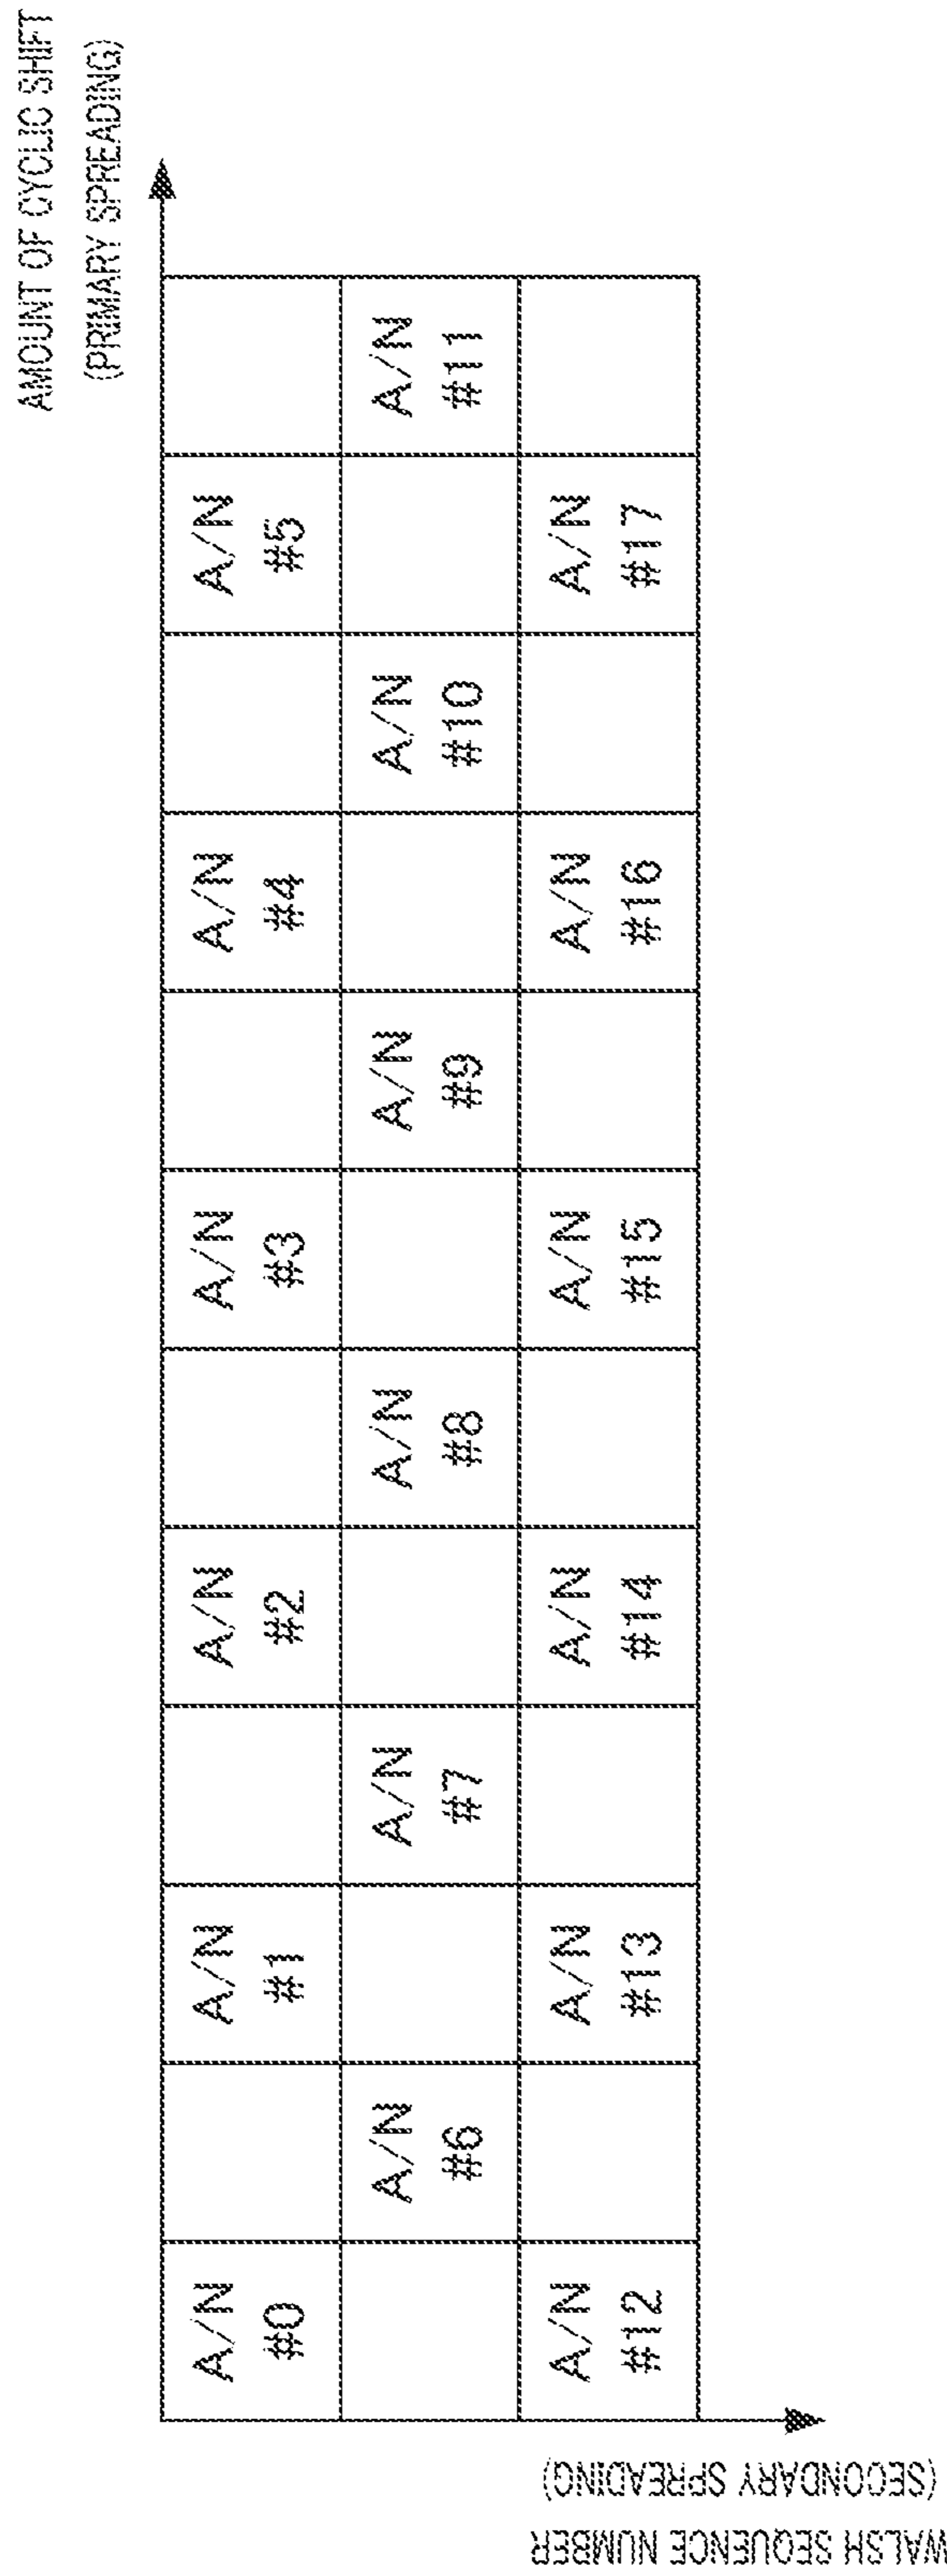 AMOUNT OF CYCLIC SHIFT
(PRIMARY SPREADING)
A/N
#0
A/N
#1
A/N
#2
A/N
#3
A/N
#4
A/N
#5
A/N
#6
A/N
#7
A/N
#8
A/N
#9
A/N
#10
A/N
#11
A/N
#12
A/N
#13
A/N
#14
A/N
#15
A/N
#16
A/N
#17
WALSH SEQUENCE NUMBER
(SECONDARY SPREADING)